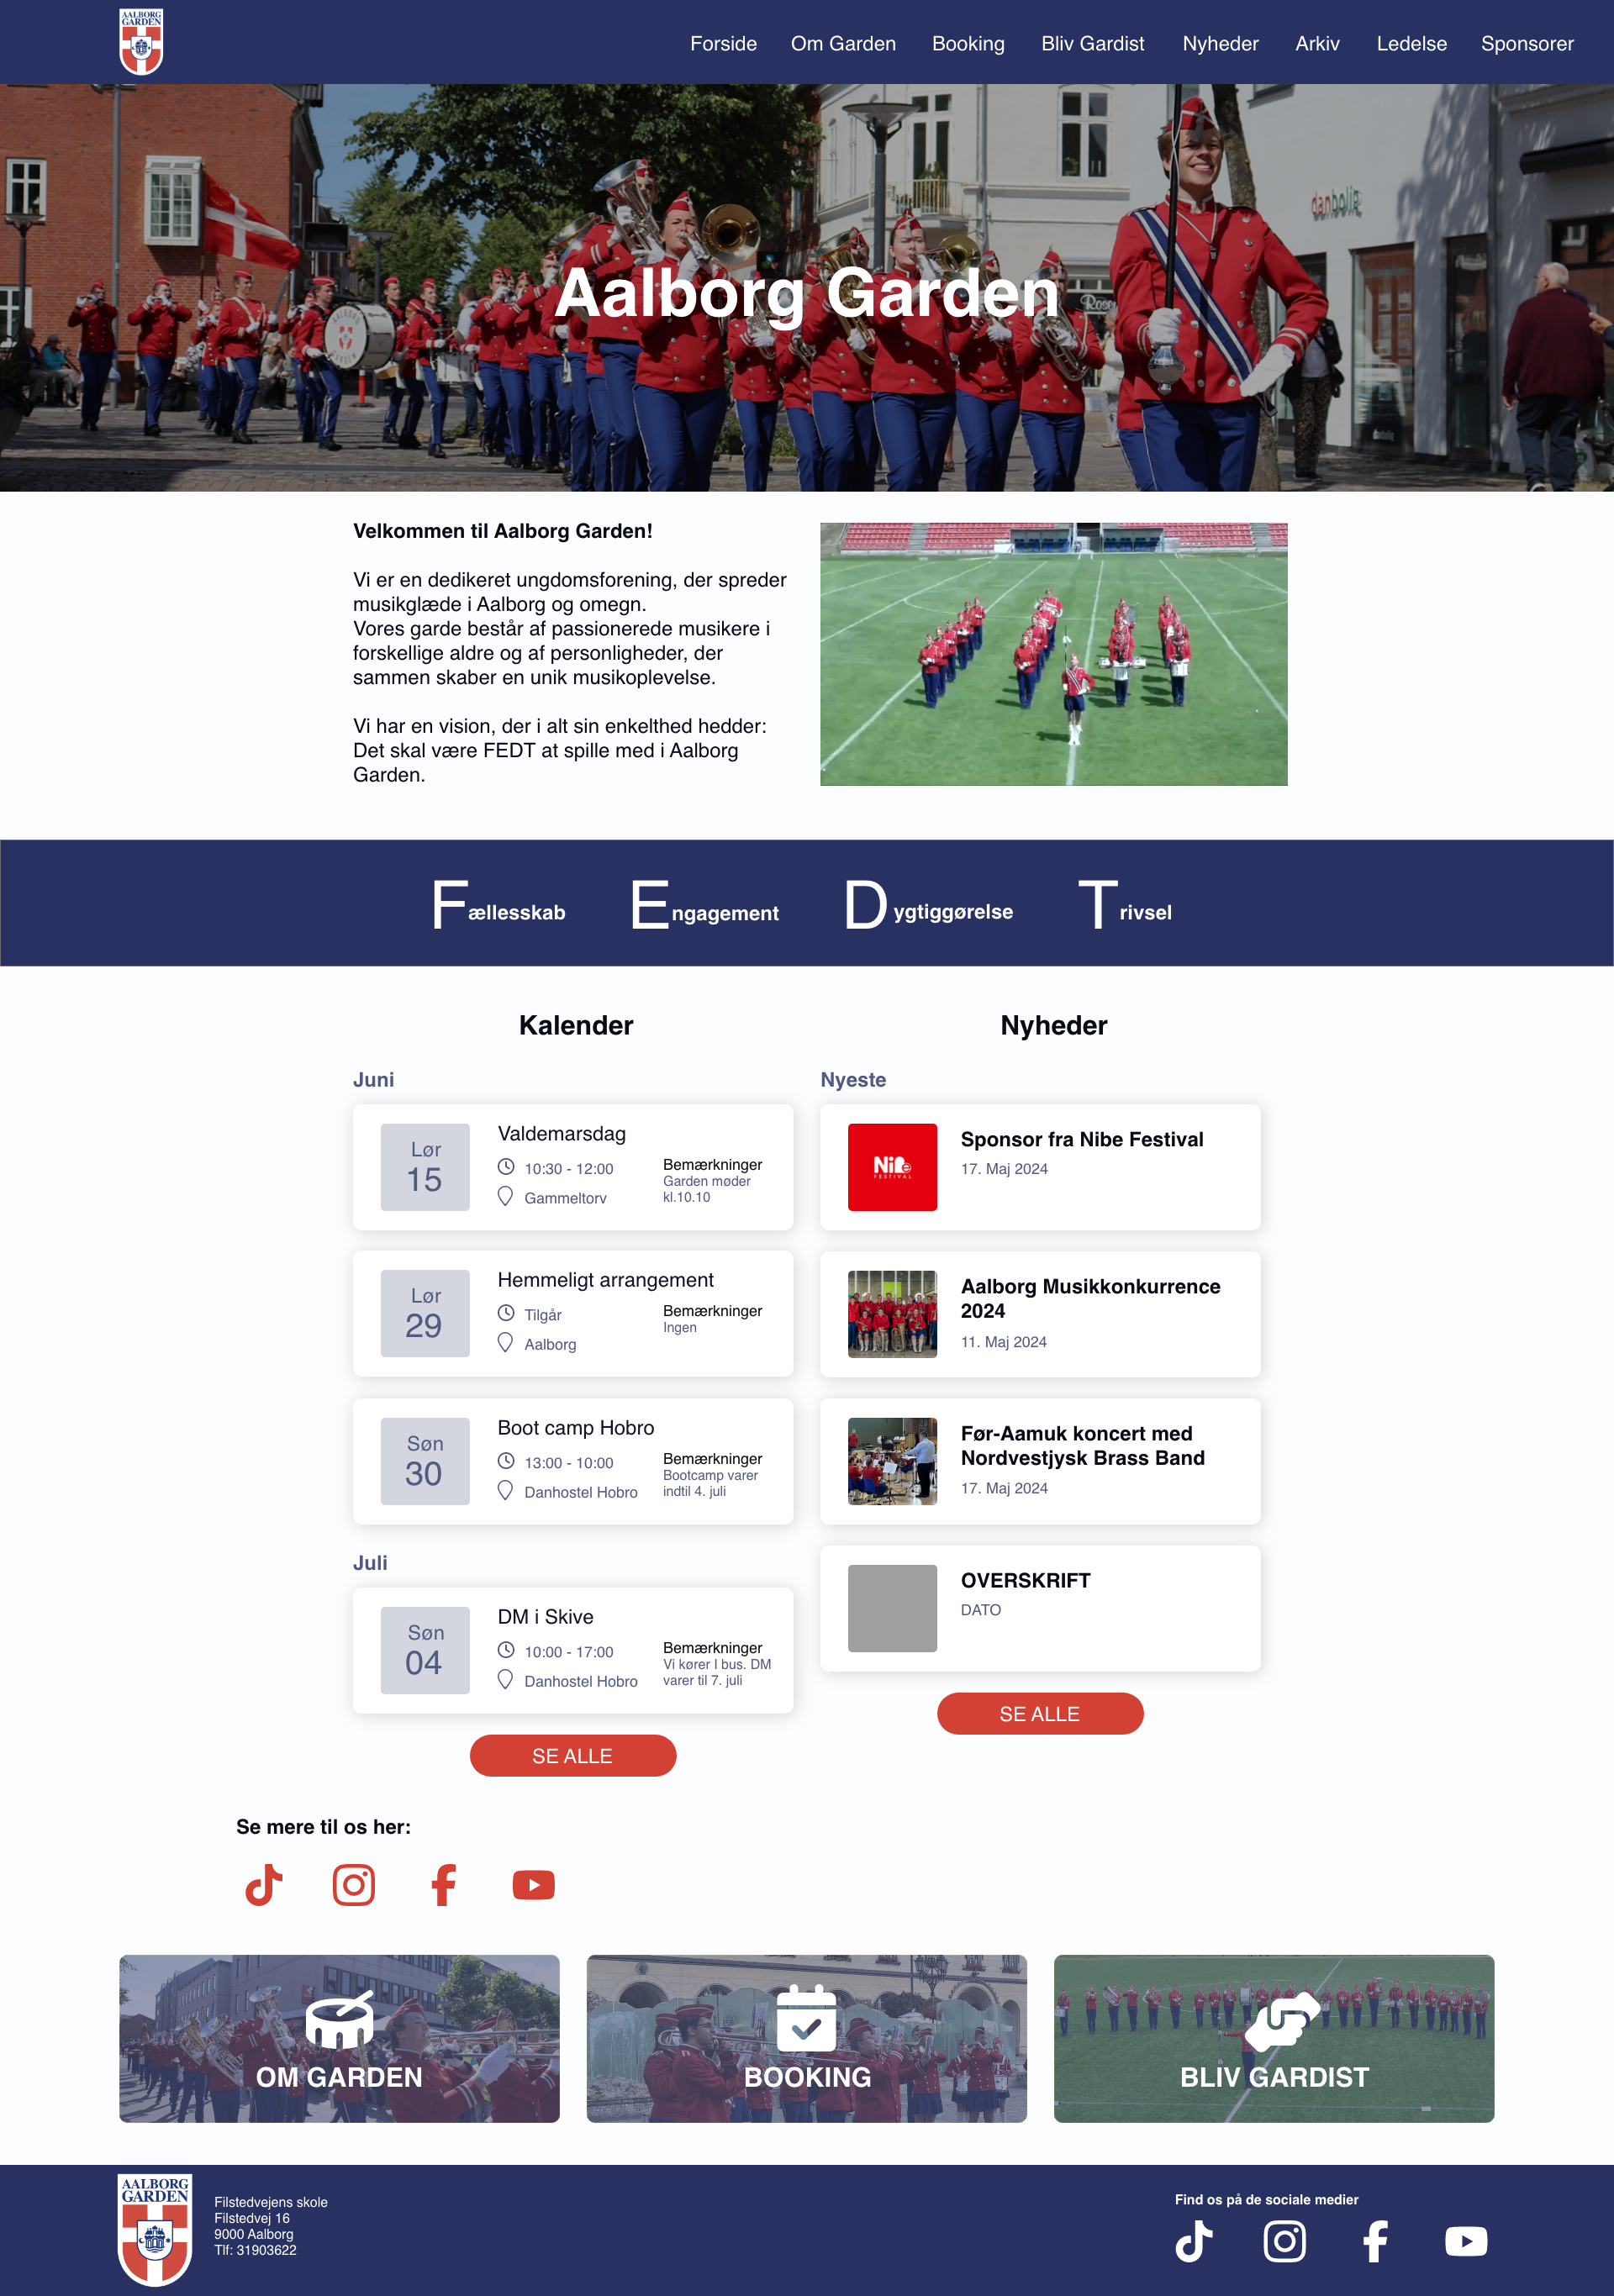 AALBORG
GARDEN
Forside
Om Garden
Booking
Bliv Gardist
Nyheder
Arkiv
Ledelse
Sponsorer
danbolig
Aalborg Garden
Velkommen til Aalborg Garden!
Vi er en dedikeret ungdomsforening, der spreder
musikglæde i Aalborg og omegn.
Vores garde består af passionerede musikere i
forskellige aldre og af personligheder, der
sammen skaber en unik musikoplevelse.
Vi har en vision, der i alt sin enkelthed hedder:
Det skal være FEDT at spille med i Aalborg
Garden.
Fællesskab
Engagement
Dygtiggørelse
Trivsel
Kalender
Juni
Lør
15
Valdemarsdag
10:30 - 12:00
Gammeltorv
Bemærkninger
Garden møder
kl.10.10
Lør
29
Hemmeligt arrangement
Tilgår
Aalborg
Bemærkninger
Ingen
Søn
30
Boot camp Hobro
13:00 - 10:00
Danhostel Hobro
Bemærkninger
Bootcamp varer
indtil 4. juli
Juli
Søn
04
DM i Skive
10:00 - 17:00
Danhostel Hobro
Bemærkninger
Vi kører I bus. DM
varer til 7. juli
SE ALLE
Nyheder
Nyeste
NiBe
FESTIVAL
Sponsor fra Nibe Festival
17. Maj 2024
Aalborg Musikkonkurrence
2024
11. Maj 2024
Før-Aamuk koncert med
Nordvestjysk Brass Band
17. Maj 2024
OVERSKRIFT
DATO
SE ALLE
Se mere til os her:
OM GARDEN
BOOKING
BLIV GARDIST
AALBORG
GARDEN
Filstedvejens skole
Filstedvej 16
9000 Aalborg
Tlf: 31903622
Find os på de sociale medier